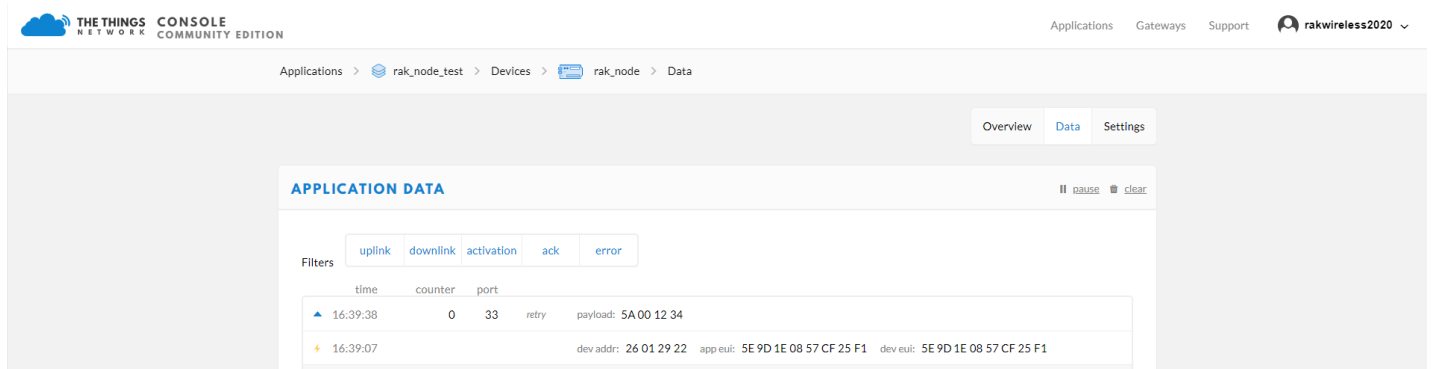 THE THINGS NETWORK CONSOLE COMMUNITY EDITION Applications Gateways Support rakwireless2020
Applications > rak_node_test > Devices > rak_node > Data
Overview Data Settings
APPLICATION DATA pause clear
Filters uplink downlink activation ack error
time counter port
16:39:38 0 33 retry payload: 5A 00 12 34
16:39:07 dev addr: 26 01 29 22 app eui: 5E 9D 1E 08 57 CF 25 F1 dev eui: 5E 9D 1E 08 57 CF 25 F1